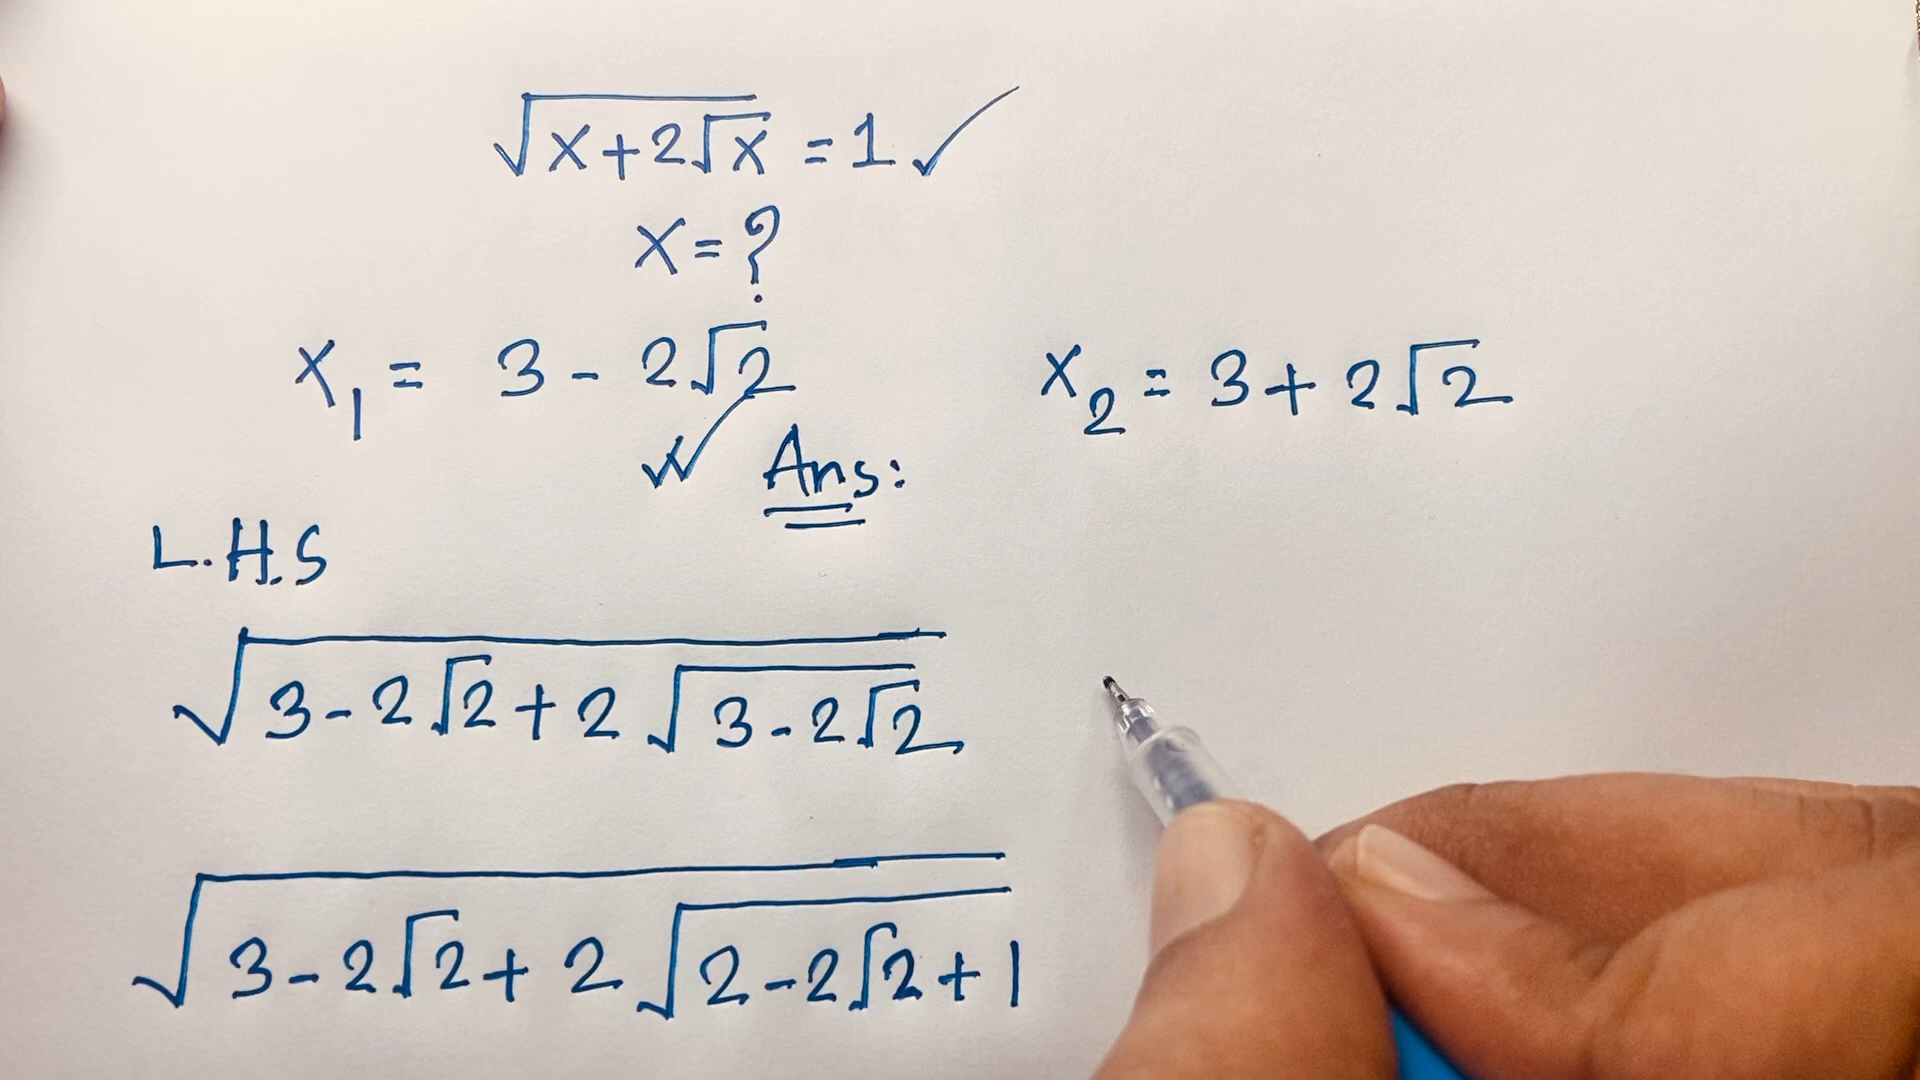 √(x+2√x) = 1 ✓
x = ?
x₁ = 3 - 2√2
x₂ = 3 + 2√2
Ans:
L.H.S
√(3-2√2+2√(3-2√2))
√(3-2√2+2√(2-2√2+1))